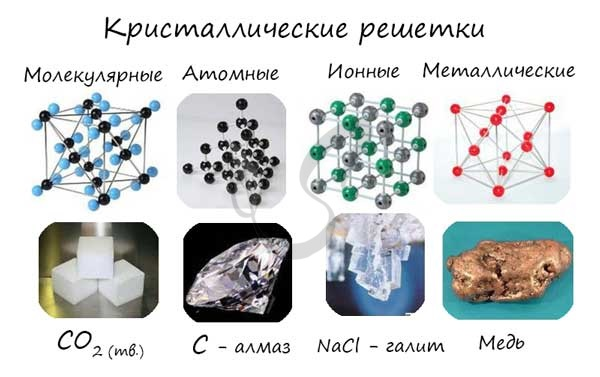 Кристаллические решетки
Молекулярные Атомные Ионные Металлические
CO2 (тв.) C - алмаз NaCl - галит Медь